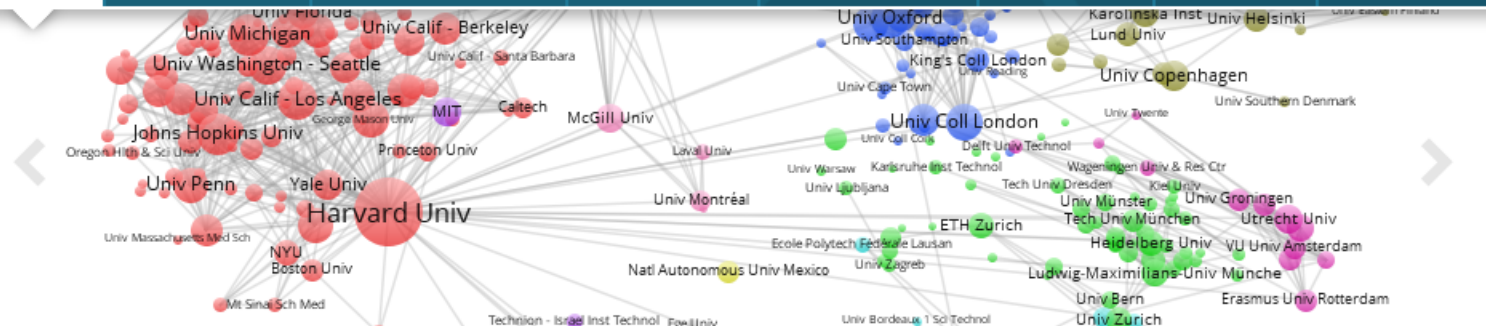 Univ Florida
Univ Michigan
Univ Calif - Berkeley
Univ Calif - Santa Barbara
Univ Washington - Seattle
Univ Calif - Los Angeles
George Mason Univ
MIT
Caltech
Johns Hopkins Univ
Oregon Hlth & Sci Univ
Princeton Univ
Univ Penn
Yale Univ
Harvard Univ
Univ Massachusetts Med Sch
NYU
Boston Univ
Mt Sinai Sch Med
McGill Univ
Laval Univ
Univ Montréal
Natl Autonomous Univ Mexico
Technion - Israel Inst Technol
Univ Oxford
Univ Southampton
King's Coll London
Univ Reading
Univ Cape Town
Univ Coll London
Univ Coll Cork
Delft Univ Technol
Univ Warsaw
Karlsruhe Inst Technol
Univ Ljubljana
ETH Zurich
Ecole Polytech Fédérale Lausan
Univ Zagreb
Univ Bordeaux 1 Sci Technol
Karolinska Inst
Univ Helsinki
Lund Univ
Univ Copenhagen
Univ Southern Denmark
Univ Twente
Wageningen Univ & Res Ctr
Tech Univ Dresden
Kiel Univ
Univ Münster
Univ Groningen
Tech Univ München
Utrecht Univ
Heidelberg Univ
VU Univ Amsterdam
Ludwig-Maximilians-Univ Münche
Univ Bern
Erasmus Univ Rotterdam
Univ Zurich